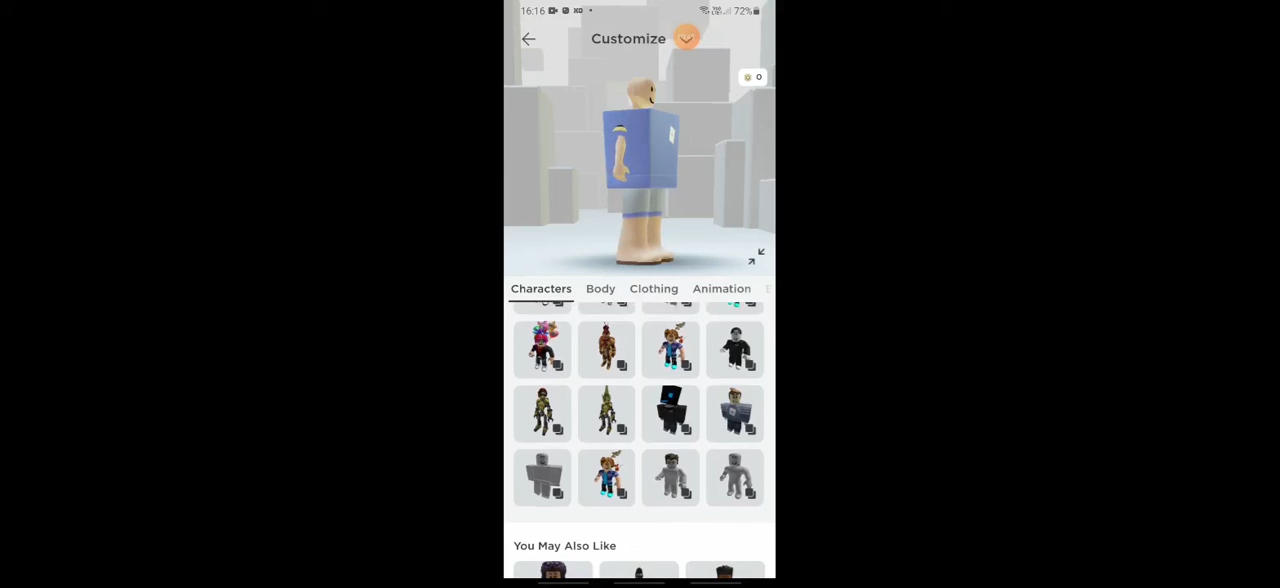 16:16 72%
Customize
0
Characters Body Clothing Animation
You May Also Like